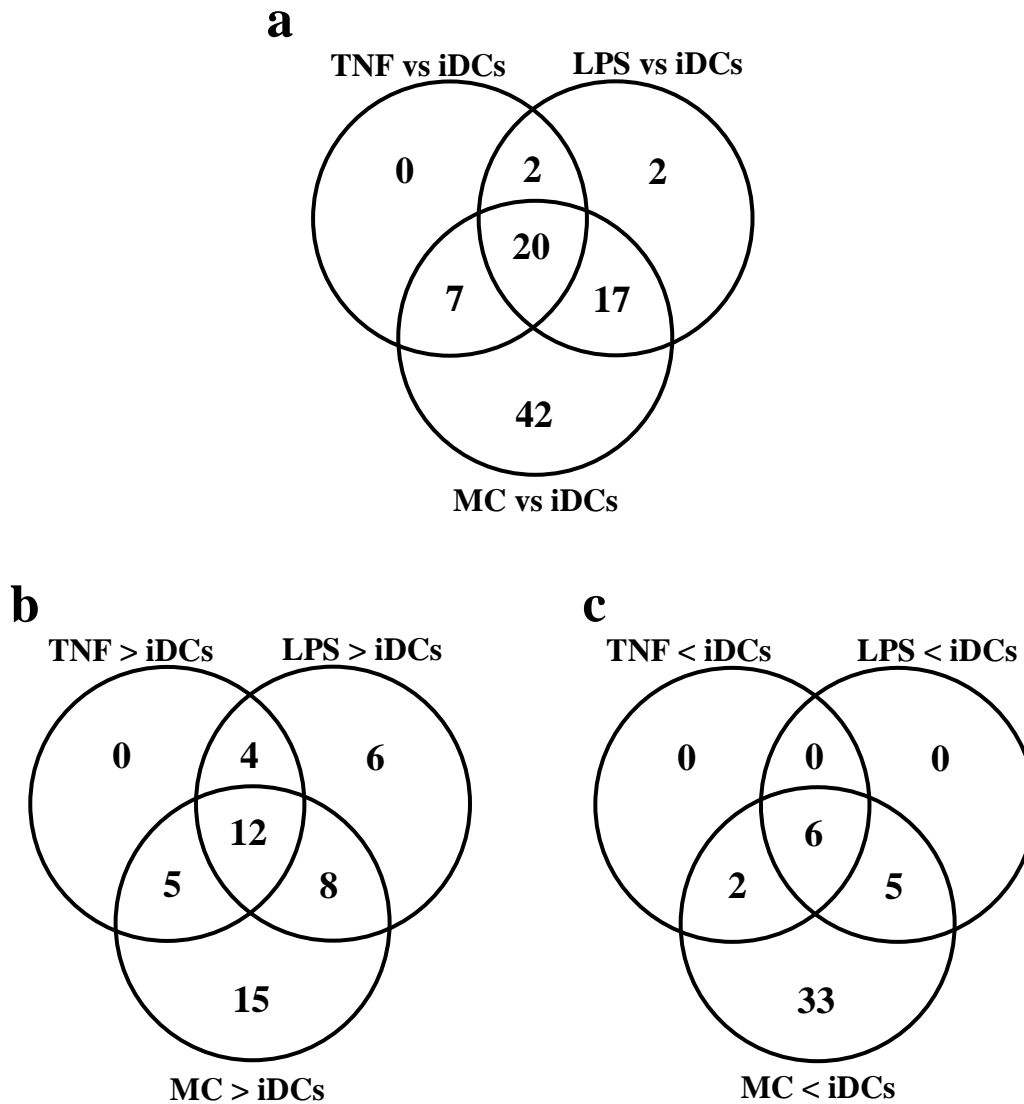 a
TNF vs iDCs LPS vs iDCs
0 2 2
20
7 17
42
MC vs iDCs
b
TNF > iDCs LPS > iDCs
0 4 6
12
5 8
15
MC > iDCs
c
TNF < iDCs LPS < iDCs
0 0 0
6
2 5
33
MC < iDCs